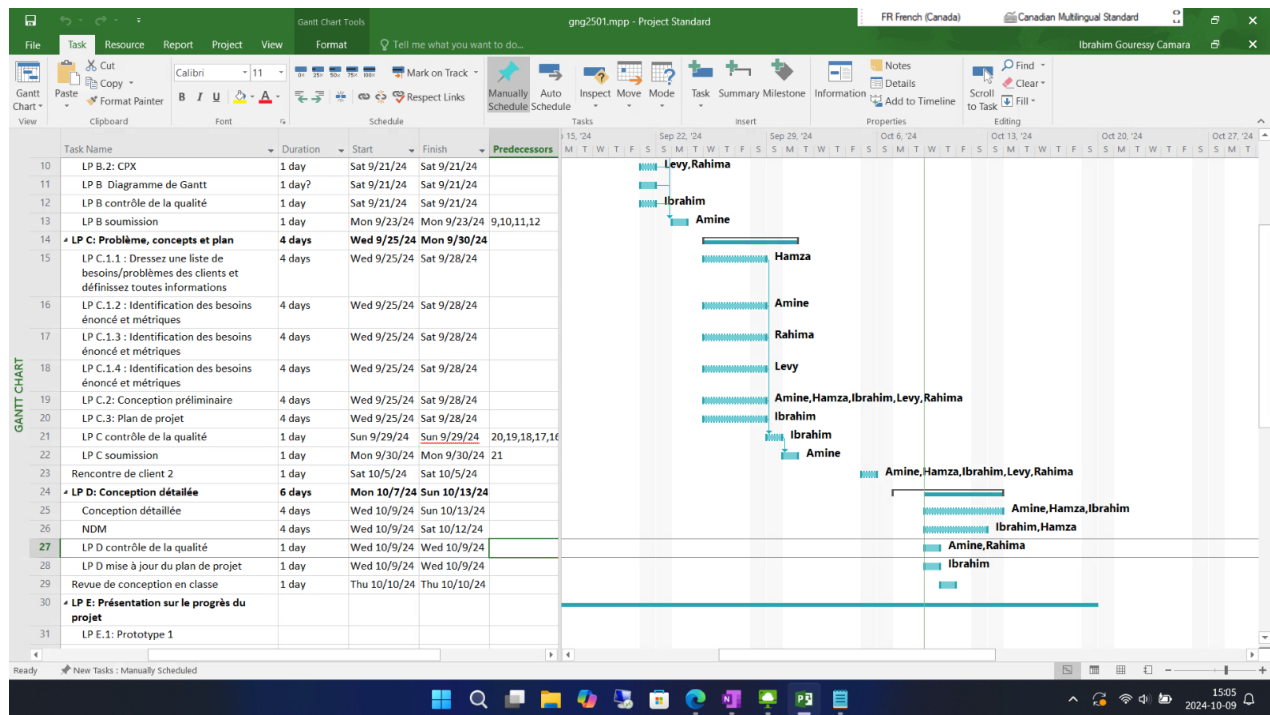 Gantt Chart Tools
gng2501.mpp - Project Standard
FR French (Canada)
Canadian Multilingual Standard
File Task Resource Report Project View Format Tell me what you want to do...
Ibrahim Gouressy Camara
Gantt Chart
View
Paste
Cut
Copy
Format Painter
Clipboard
Calibri 11
B I U A
Font
0% 25% 50% 75% 100%
Mark on Track
Respect Links
Schedule
Manually Schedule
Auto Schedule
Inspect Move Mode
Tasks
Task Summary Milestone
Insert
Information
Notes
Details
Add to Timeline
Properties
Scroll to Task
Find
Clear
Fill
Editing
Task Name Duration Start Finish Predecessors
15, '24 Sep 22, '24 Sep 29, '24 Oct 6, '24 Oct 13, '24 Oct 20, '24 Oct 27, '24
M T W T F S S M T W T F S S M T W T F S S M T W T F S S M T W T F S S M T W T F S S M T
GANTT CHART
10 LP B.2: CPX 1 day Sat 9/21/24 Sat 9/21/24 Levy,Rahima
11 LP B Diagramme de Gantt 1 day? Sat 9/21/24 Sat 9/21/24
12 LP B contrôle de la qualité 1 day Sat 9/21/24 Sat 9/21/24 Ibrahim
13 LP B soumission 1 day Mon 9/23/24 Mon 9/23/24 9,10,11,12 Amine
14 LP C: Problème, concepts et plan 4 days Wed 9/25/24 Mon 9/30/24
15 LP C.1.1 : Dressez une liste de 4 days Wed 9/25/24 Sat 9/28/24 Hamza
besoins/problèmes des clients et
définissez toutes informations
16 LP C.1.2 : Identification des besoins 4 days Wed 9/25/24 Sat 9/28/24 Amine
énoncé et métriques
17 LP C.1.3 : Identification des besoins 4 days Wed 9/25/24 Sat 9/28/24 Rahima
énoncé et métriques
18 LP C.1.4 : Identification des besoins 4 days Wed 9/25/24 Sat 9/28/24 Levy
énoncé et métriques
19 LP C.2: Conception préliminaire 4 days Wed 9/25/24 Sat 9/28/24 Amine,Hamza,Ibrahim,Levy,Rahima
20 LP C.3: Plan de projet 4 days Wed 9/25/24 Sat 9/28/24 Ibrahim
21 LP C contrôle de la qualité 1 day Sun 9/29/24 Sun 9/29/24 20,19,18,17,16 Ibrahim
22 LP C soumission 1 day Mon 9/30/24 Mon 9/30/24 21 Amine
23 Rencontre de client 2 1 day Sat 10/5/24 Sat 10/5/24 Amine,Hamza,Ibrahim,Levy,Rahima
24 LP D: Conception détailée 6 days Mon 10/7/24 Sun 10/13/24
25 Conception détaillée 4 days Wed 10/9/24 Sun 10/13/24 Amine,Hamza,Ibrahim
26 NDM 4 days Wed 10/9/24 Sat 10/12/24 Ibrahim,Hamza
27 LP D contrôle de la qualité 1 day Wed 10/9/24 Wed 10/9/24 Amine,Rahima
28 LP D mise à jour du plan de projet 1 day Wed 10/9/24 Wed 10/9/24 Ibrahim
29 Revue de conception en classe 1 day Thu 10/10/24 Thu 10/10/24
30 LP E: Présentation sur le progrès du
projet
31 LP E.1: Prototype 1
Ready New Tasks : Manually Scheduled
15:05
2024-10-09